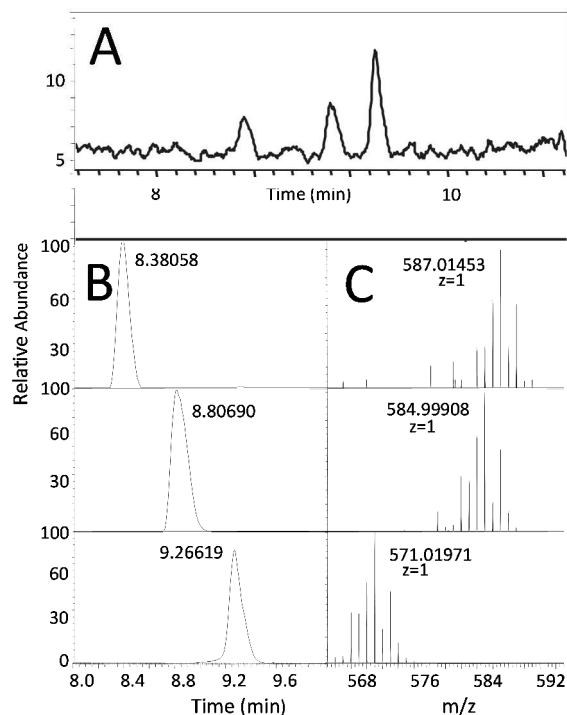 A
10
5
8
Time (min)
10
Relative Abundance
B
C
100
60
30
8.38058
587.01453
z=1
100
60
30
8.80690
584.99908
z=1
100
60
30
0
9.26619
571.01971
z=1
8.0 8.4 8.8 9.2 9.6
568 576 584 592
Time (min)
m/z